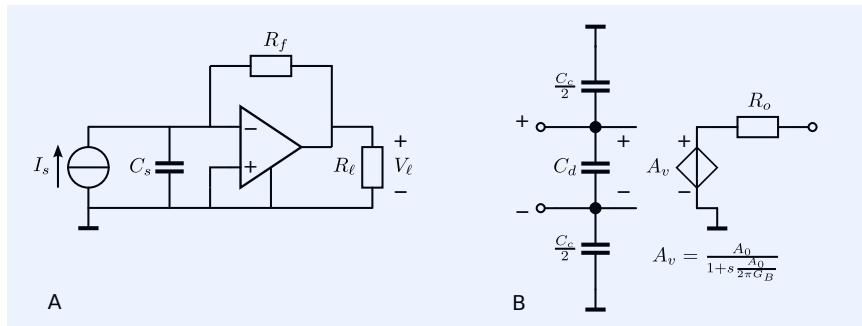 R_f
−
+
I_s
C_s
R_ℓ
+
V_ℓ
−
A
C_c/2
+
+
C_d
−
−
C_c/2
R_o
+
A_v
−
A_v = A_0 / (1+s A_0/(2πG_B))
B